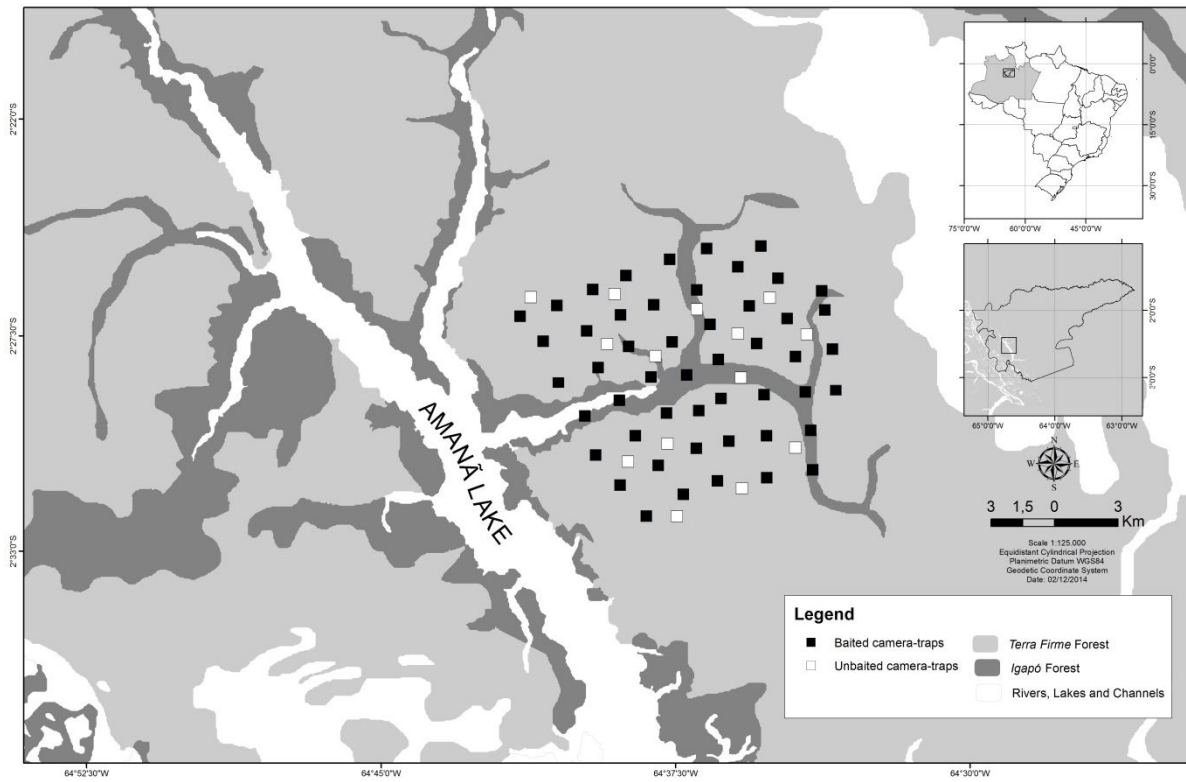 2°22'0"S
2°27'30"S
2°33'0"S
64°52'30"W
64°45'0"W
64°37'30"W
64°30'0"W
AMANÃ LAKE
0°0'0"
15°0'0"S
30°0'0"S
75°0'0"W
60°0'0"W
45°0'0"W
2°0'0"S
3°0'0"S
65°0'0"W
64°0'0"W
63°0'0"W
N
W
E
S
3 1,5 0 3
Km
Scale 1:125.000
Equidistant Cylindrical Projection
Planimetric Datum WGS84
Geodetic Coordinate System
Date: 02/12/2014
Legend
Baited camera-traps
Unbaited camera-traps
Terra Firme Forest
Igapó Forest
Rivers, Lakes and Channels